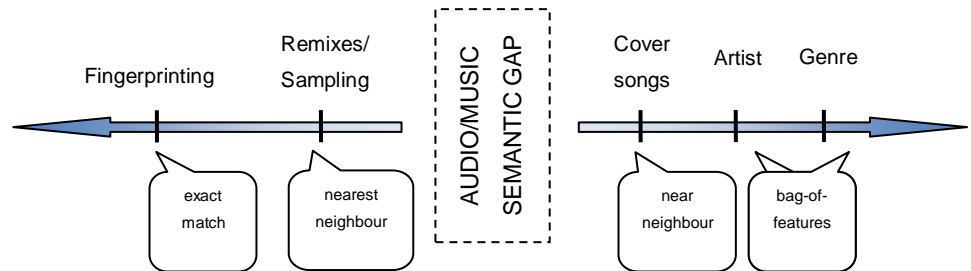 Fingerprinting
Remixes/
Sampling
AUDIO/MUSIC
SEMANTIC GAP
Cover
songs
Artist
Genre
exact
match
nearest
neighbour
near
neighbour
bag-of-
features